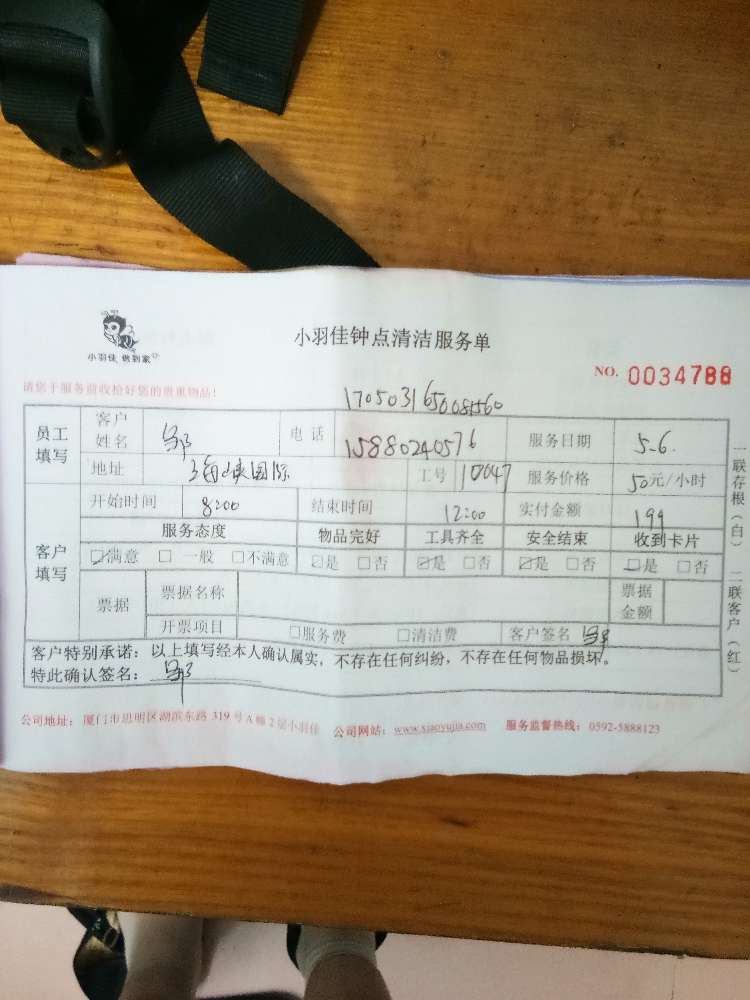 小羽佳钟点清洁服务单
小羽佳 做到家
NO. 0034788
请您于服务前收拾好您的贵重物品！
1705031650081560
员工填写 客户姓名 邹 电话 15880240576 服务日期 5.6.
地址 海峡国际 工号 10047 服务价格 50元/小时
开始时间 8:00 结束时间 12:00 实付金额 199
客户填写 服务态度 物品完好 工具齐全 安全结束 收到卡片
☑满意 □一般 □不满意 ☑是 □否 ☑是 □否 ☑是 □否 ☑是 □否
票据 票据名称 票据金额
开票项目 □服务费 □清洁费 客户签名 邹
客户特别承诺：以上填写经本人确认属实，不存在任何纠纷，不存在任何物品损坏。
特此确认签名：邹
一联存根（白） 二联客户（红）
公司地址：厦门市思明区湖滨东路 319 号 A 幢 2 层小羽佳 公司网站：www.xiaoyujia.com 服务监督热线：0592-5888123